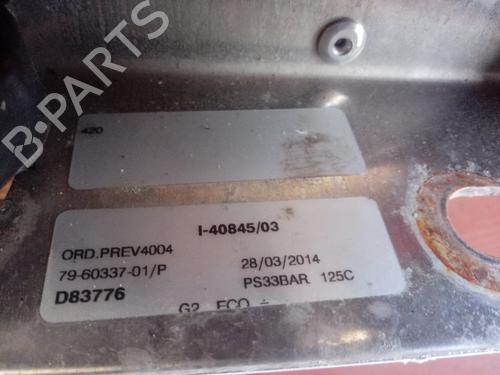 B-PARTS
420
I-40845/03
ORD.PREV4004
79-60337-01/P 28/03/2014
D83776 PS33BAR 125C
G2 ECO